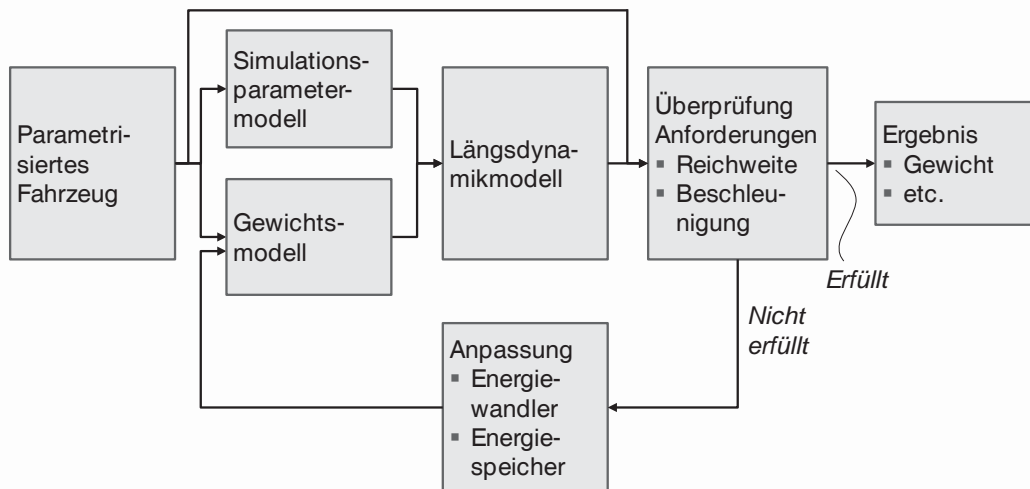 Parametri-
siertes
Fahrzeug
Simulations-
parameter-
modell
Gewichts-
modell
Längsdyna-
mikmodell
Überprüfung
Anforderungen
▪ Reichweite
▪ Beschleu-
nigung
Ergebnis
▪ Gewicht
▪ etc.
Erfüllt
Nicht
erfüllt
Anpassung
▪ Energie-
wandler
▪ Energie-
speicher